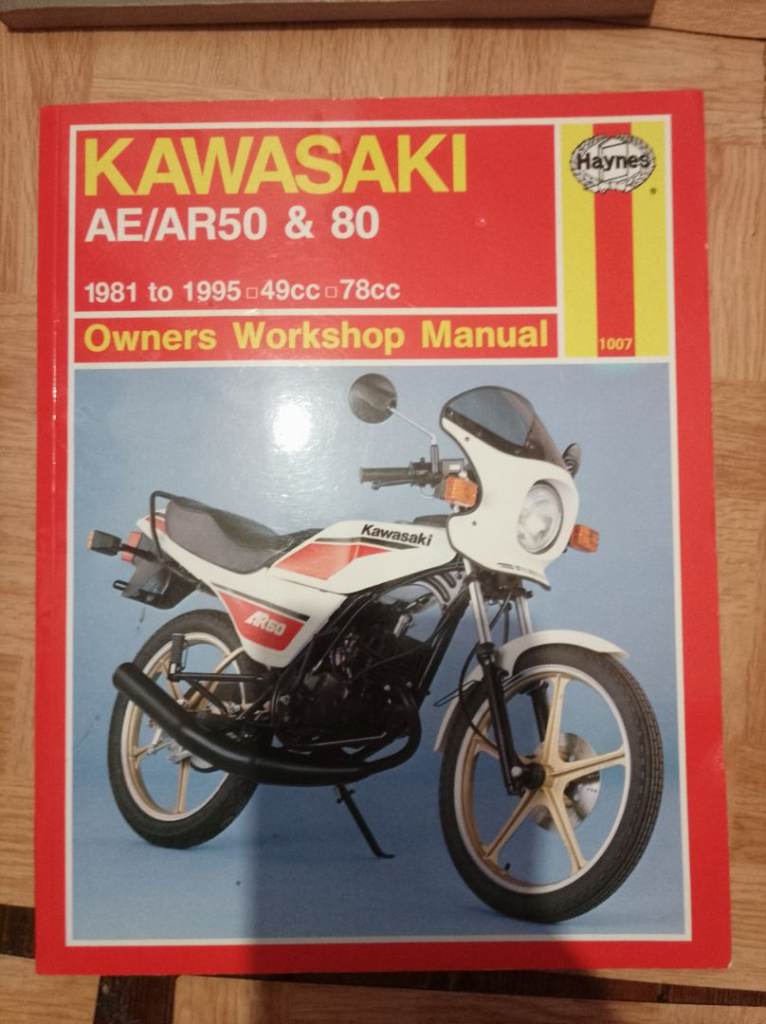 KAWASAKI
AE/AR50 & 80
1981 to 1995 □ 49cc □ 78cc
Owners Workshop Manual
Haynes
®
1007
Kawasaki
AR50